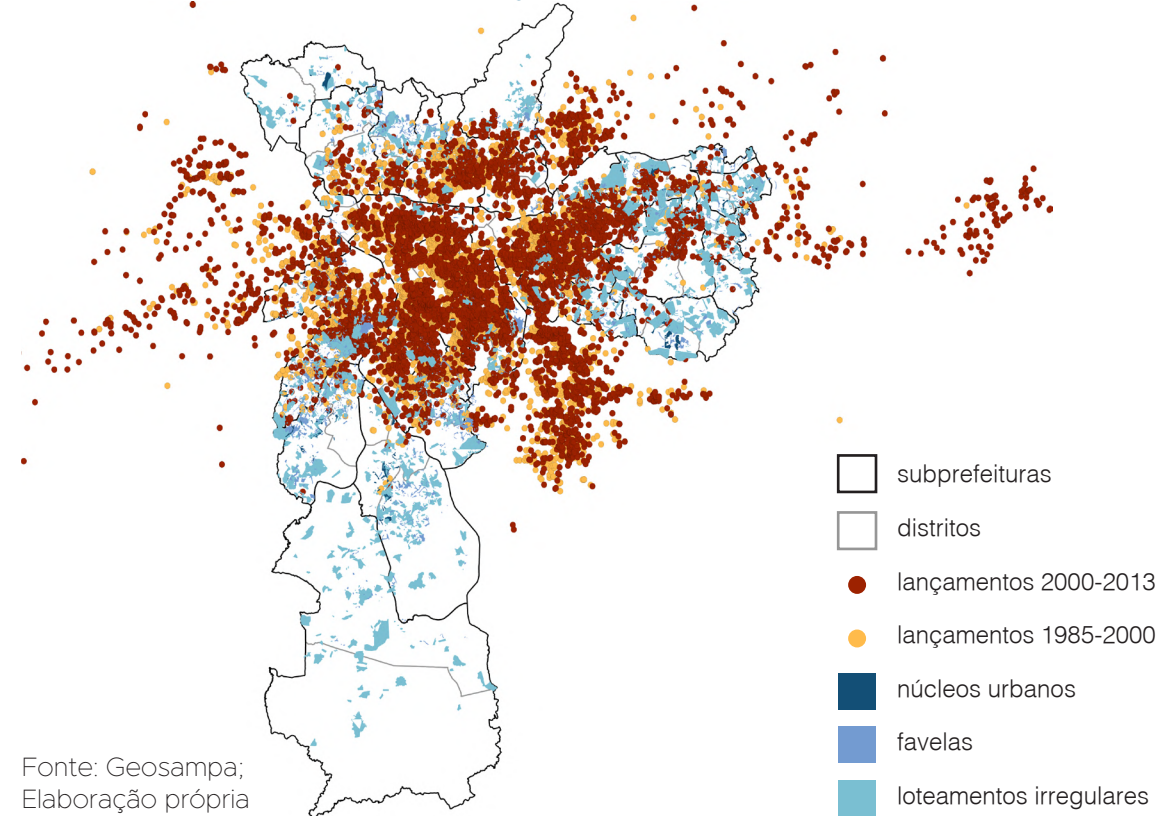 subprefeituras
distritos
lançamentos 2000-2013
lançamentos 1985-2000
núcleos urbanos
favelas
loteamentos irregulares
Fonte: Geosampa;
Elaboração própria